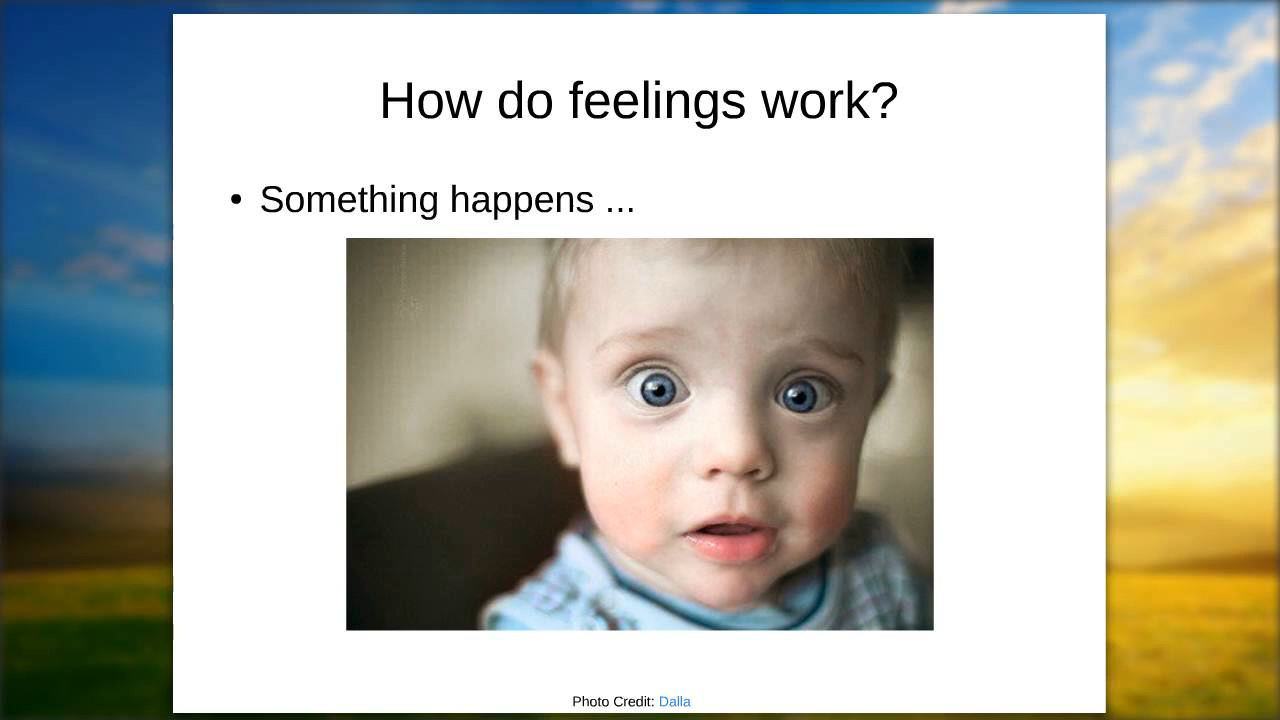 How do feelings work?
• Something happens ...
Photo Credit: Dalla